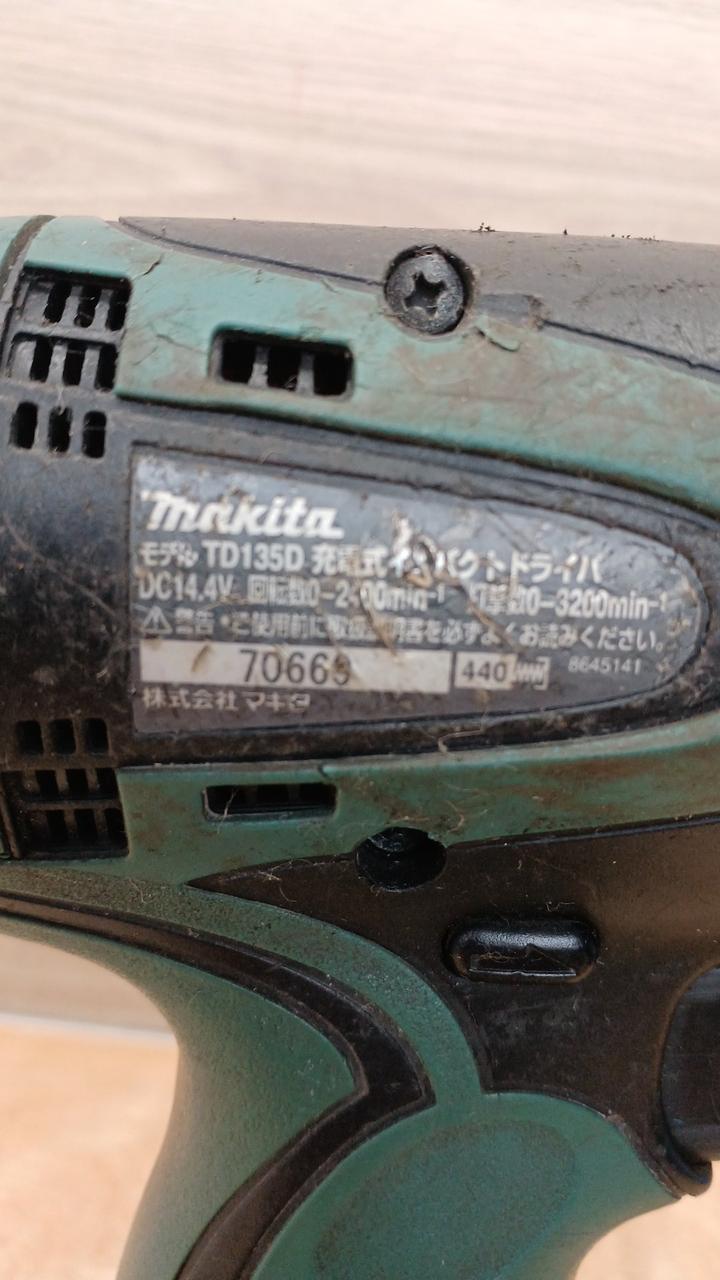 makita
モデル TD135D 充電式インパクトドライバ
DC14.4V 回転数0-2 00min⁻¹ 打撃数0-3200min⁻¹
⚠警告・ご使用前に取扱説明書を必ずよくお読みください。
70669 440 8645141
株式会社 マキタ